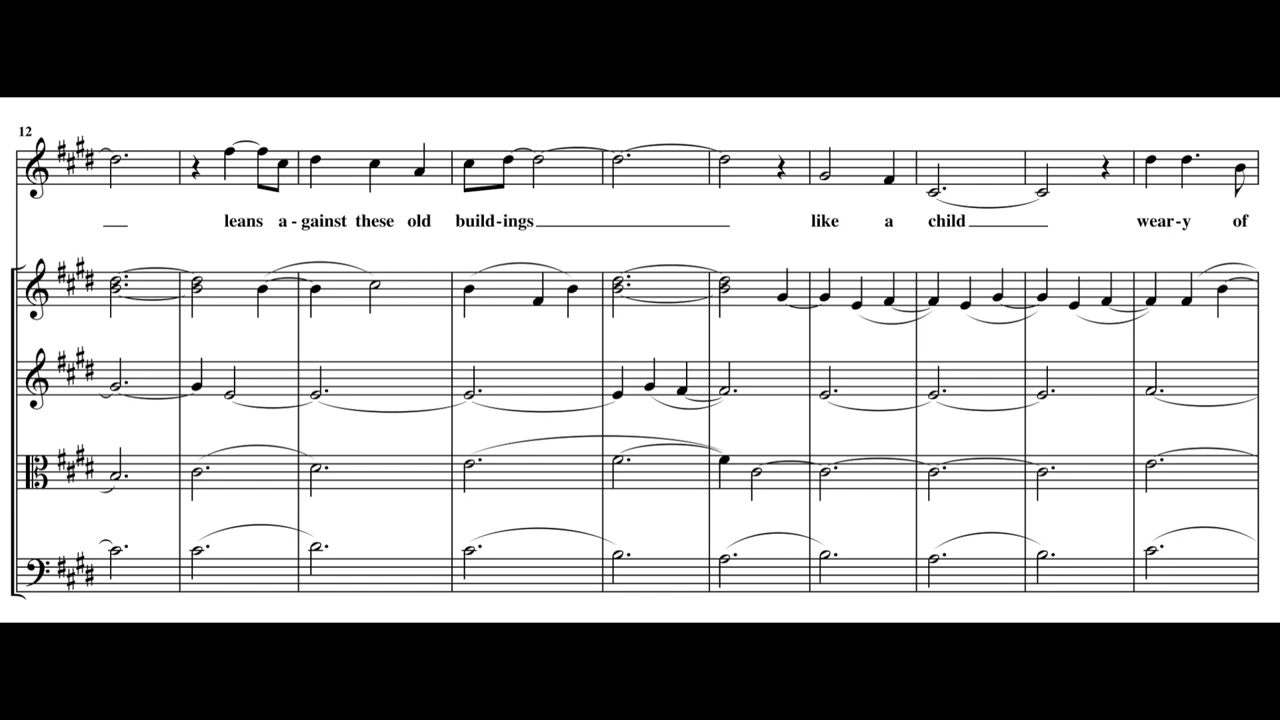 12
leans a - gainst these old build - ings like a child wear - y of